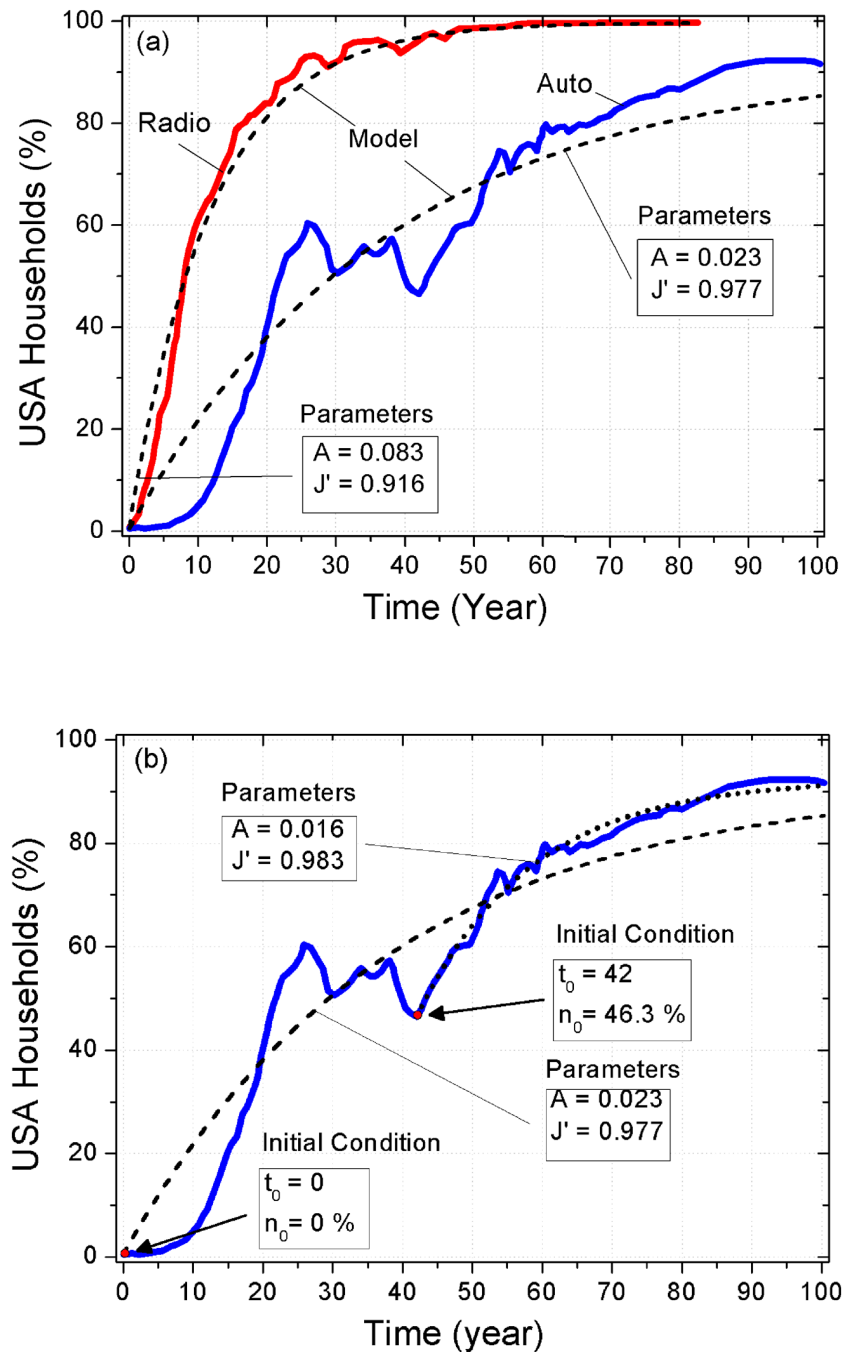 (a)
100
80
60
40
20
0
USA Households (%)
Radio
Model
Auto
Parameters
A = 0.023
J' = 0.977
Parameters
A = 0.083
J' = 0.916
0 10 20 30 40 50 60 70 80 90 100
Time (Year)
(b)
100
80
60
40
20
0
USA Households (%)
Parameters
A = 0.016
J' = 0.983
Initial Condition
t0 = 42
n0= 46.3 %
Parameters
A = 0.023
J' = 0.977
Initial Condition
t0 = 0
n0= 0 %
0 10 20 30 40 50 60 70 80 90 100
Time (year)